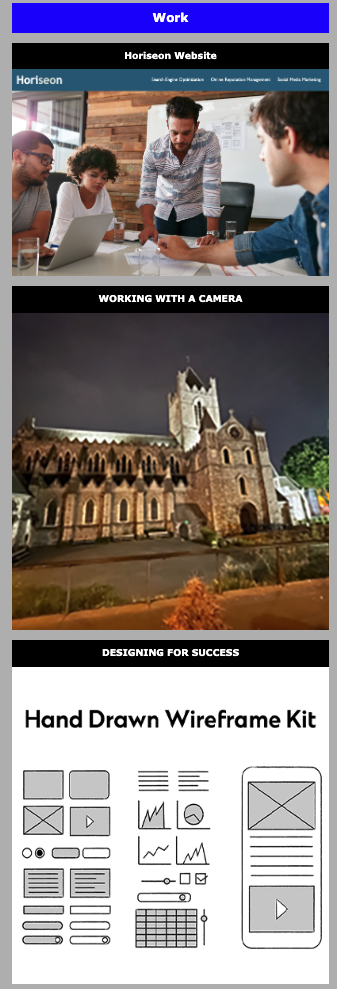 Work
Horiseon Website
Horiseon
Search Engine Optimization Online Reputation Management Social Media Marketing
WORKING WITH A CAMERA
DESIGNING FOR SUCCESS
Hand Drawn Wireframe Kit